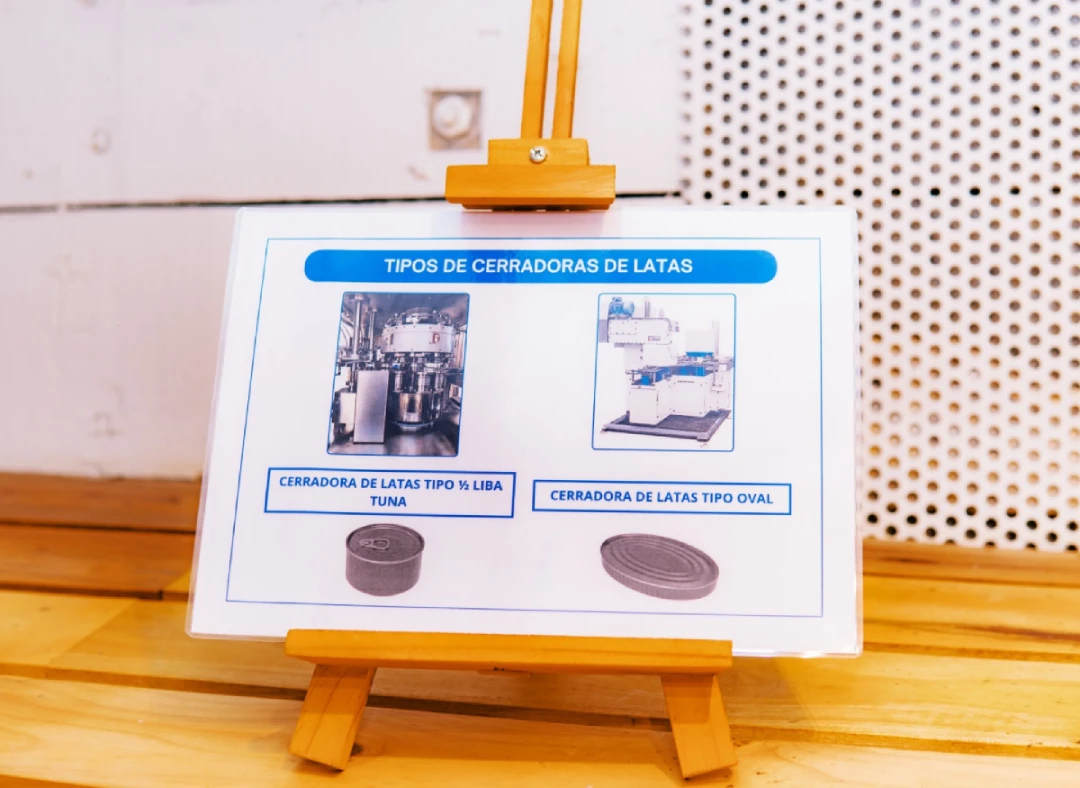 TIPOS DE CERRADORAS DE LATAS
CERRADORA DE LATAS TIPO ½ LIBA
TUNA
CERRADORA DE LATAS TIPO OVAL